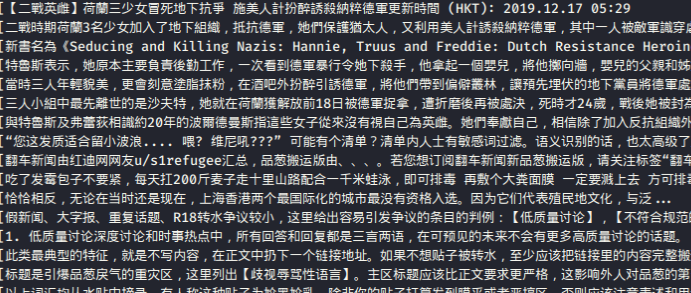 [【二戰英雄】荷蘭三少女冒死地下抗爭 施美人計扮醉誘殺納粹德軍更新時間 (HKT): 2019.12.17 05:29
[二戰時期荷蘭3名少女加入了地下組織，抵抗德軍，她們保護猶太人，又利用美人計誘殺納粹德軍，其中一人被敵軍識穿處
[新書名為《Seducing and Killing Nazis: Hannie, Truus and Freddie: Dutch Resistance Heroin
[特魯斯表示，她原本主要負責後勤工作，一次看到德軍暴行令她下殺手，他拿起一個嬰兒，將他擲向牆，嬰兒的父親和姊
[當時三人年輕貌美，更會刻意塗脂抹粉，在酒吧外扮醉引誘德軍，將他們帶到偏僻叢林，讓預先埋伏的地下黨員將德軍處
[三人小組中最先離世的是沙夫特，她就在荷蘭獲解放前18日被德軍捉拿，遭折磨後再被處決，死時才24歲，戰後她被封
[與特魯斯及弗蕾荻相識約20年的波爾德曼斯指這些女子從來沒有視自己為英雌。她們奉獻自己，相信除了加入反抗組織外
[“您这发质适合留小波浪.... 喂? 维尼吼???” 可能有个清单? 清单内人士有敏感词过滤。语义识别的话，也太高级了
[翻车新闻由红迪网网友u/s1refugee汇总，品葱搬运版由、、、。若您想订阅翻车新闻新品葱搬运版，请关注标签“翻车
[吃了发霉包子不要紧，每天扛200斤麦子走十里山路配合一千米蛙泳，即可排毒 再敷个大粪面膜 一定要溅上去 方可排毒
[恰恰相反，无论在当时还是现在，上海香港两个最国际化的城市最没有资格入选。因为它们代表殖民地文化，与泛...
[假新闻、大字报、重复话题、R18转水争议较小，这里给出容易引发争议的条目的判例：【低质量讨论】，【不符合规范
[1. 低质量讨论深度讨论和时事热点中，所有回答和回复都是三言两语，在可预见的未来不会有更多高质量讨论的话题。
[此类最典型的特征，就是不写内容，在正文中扔下一个链接地址。如果不想贴子被转水，至少应该把链接里的内容完整搬
[标题是引爆品葱戾气的重灾区，这里列出【歧视辱骂性语言】。主区标题应该比正文要求更严格，这影响外人对品葱的第